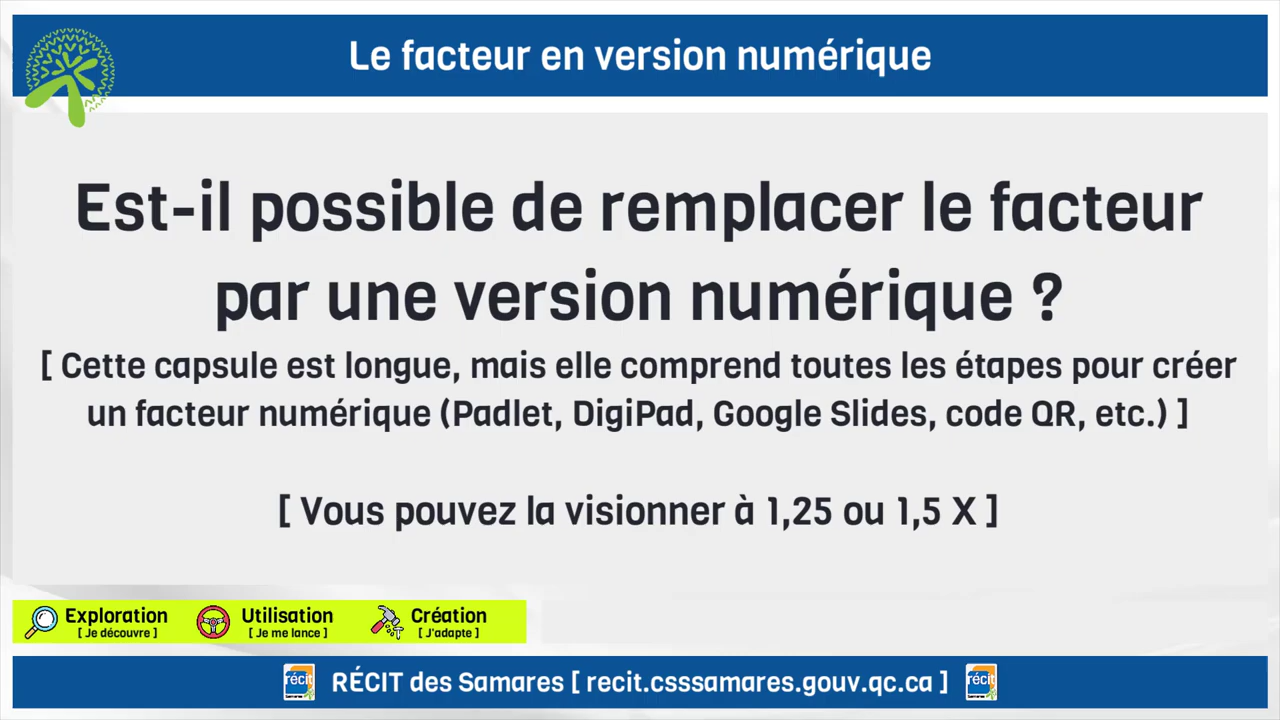 Le facteur en version numérique
Est-il possible de remplacer le facteur
par une version numérique ?
[ Cette capsule est longue, mais elle comprend toutes les étapes pour créer
un facteur numérique (Padlet, DigiPad, Google Slides, code QR, etc.) ]
[ Vous pouvez la visionner à 1,25 ou 1,5 X ]
Exploration
[ Je découvre ]
Utilisation
[ Je me lance ]
Création
[ J'adapte ]
récit
RÉCIT des Samares [ recit.csssamares.gouv.qc.ca ]
récit